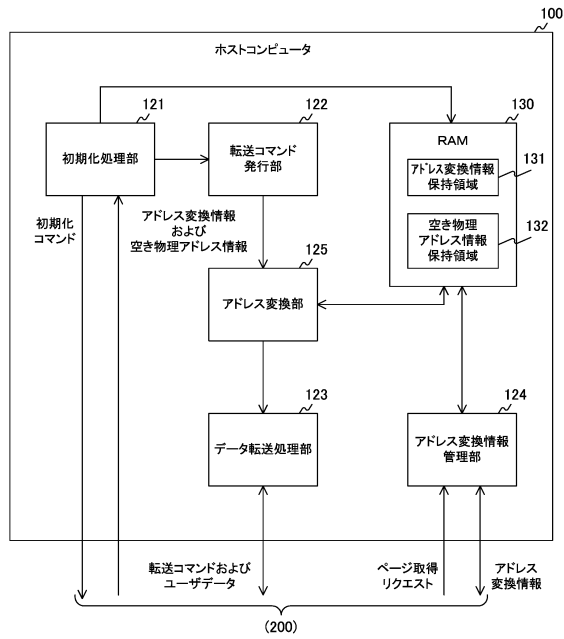 100
ホストコンピュータ
121
122
130
初期化処理部
転送コマンド
発行部
RAM
アドレス変換情報
保持領域
131
空き物理
アドレス情報
保持領域
132
初期化
コマンド
アドレス変換情報
および
空き物理アドレス情報
125
アドレス変換部
123
124
データ転送処理部
アドレス変換情報
管理部
転送コマンドおよび
ユーザデータ
ページ取得
リクエスト
アドレス
変換情報
(200)